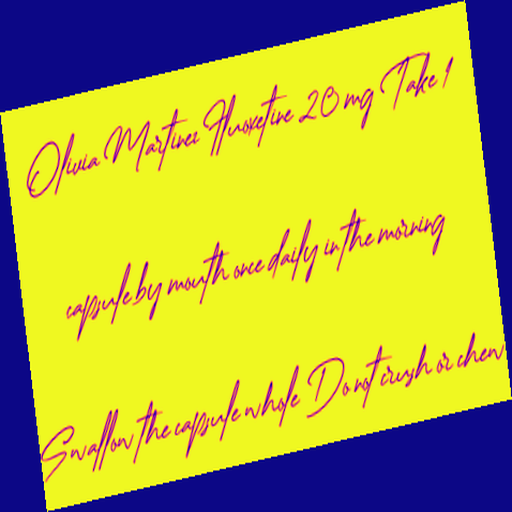 Olivia Martinez Fluoxetine 20 mg Take 1
capsule by mouth once daily in the morning
Swallow the capsule whole Do not crush or chew